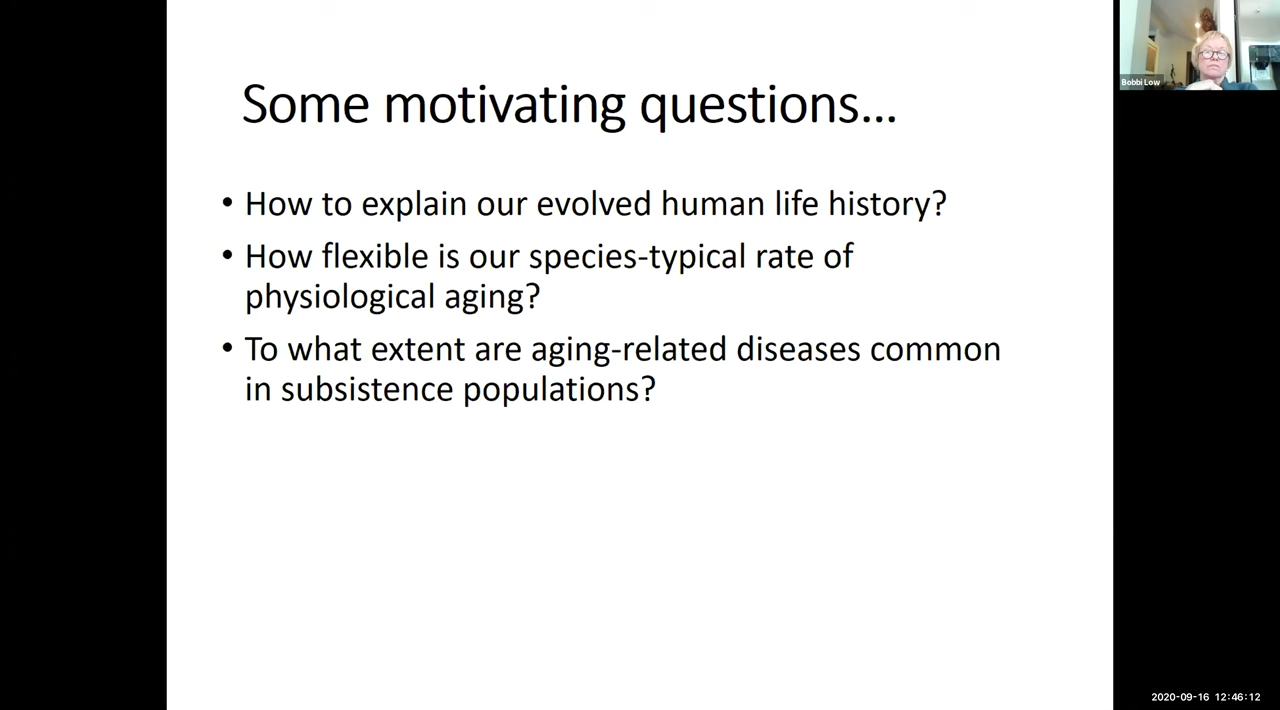 Some motivating questions...
• How to explain our evolved human life history?
• How flexible is our species-typical rate of
physiological aging?
• To what extent are aging-related diseases common
in subsistence populations?
Bobbi Low
2020-09-16 12:46:12